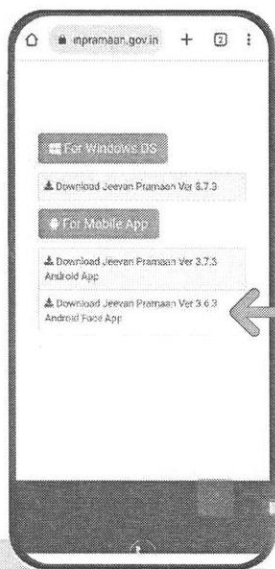 npramaan.gov.in
2
For Windows OS
Download Jeevan Pramaan Ver 3.7.3
For Mobile App
Download Jeevan Pramaan Ver 3.7.3
Android App
Download Jeevan Pramaan Ver 3.6.3
Android Face App